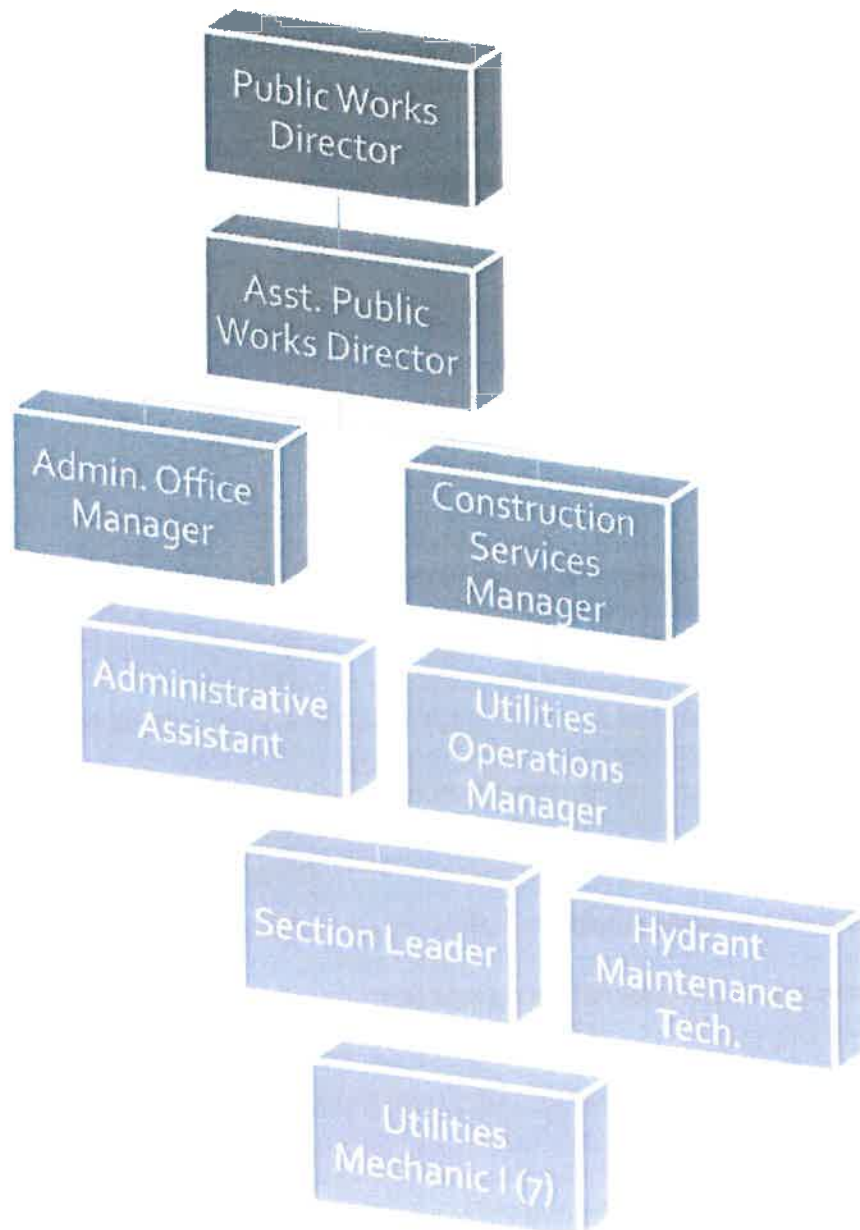 Public Works
Director
Asst. Public
Works Director
Admin. Office
Manager
Construction
Services
Manager
Administrative
Assistant
Utilities
Operations
Manager
Section Leader
Hydrant
Maintenance
Tech.
Utilities
Mechanic I (7)